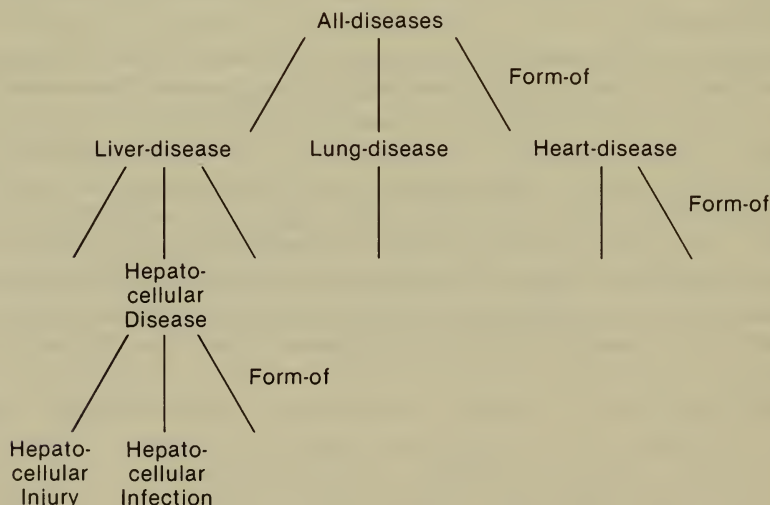 All-diseases
Form-of
Liver-disease Lung-disease Heart-disease
Form-of
Hepato-
cellular
Disease
Form-of
Hepato-
cellular
Injury
Hepato-
cellular
Infection